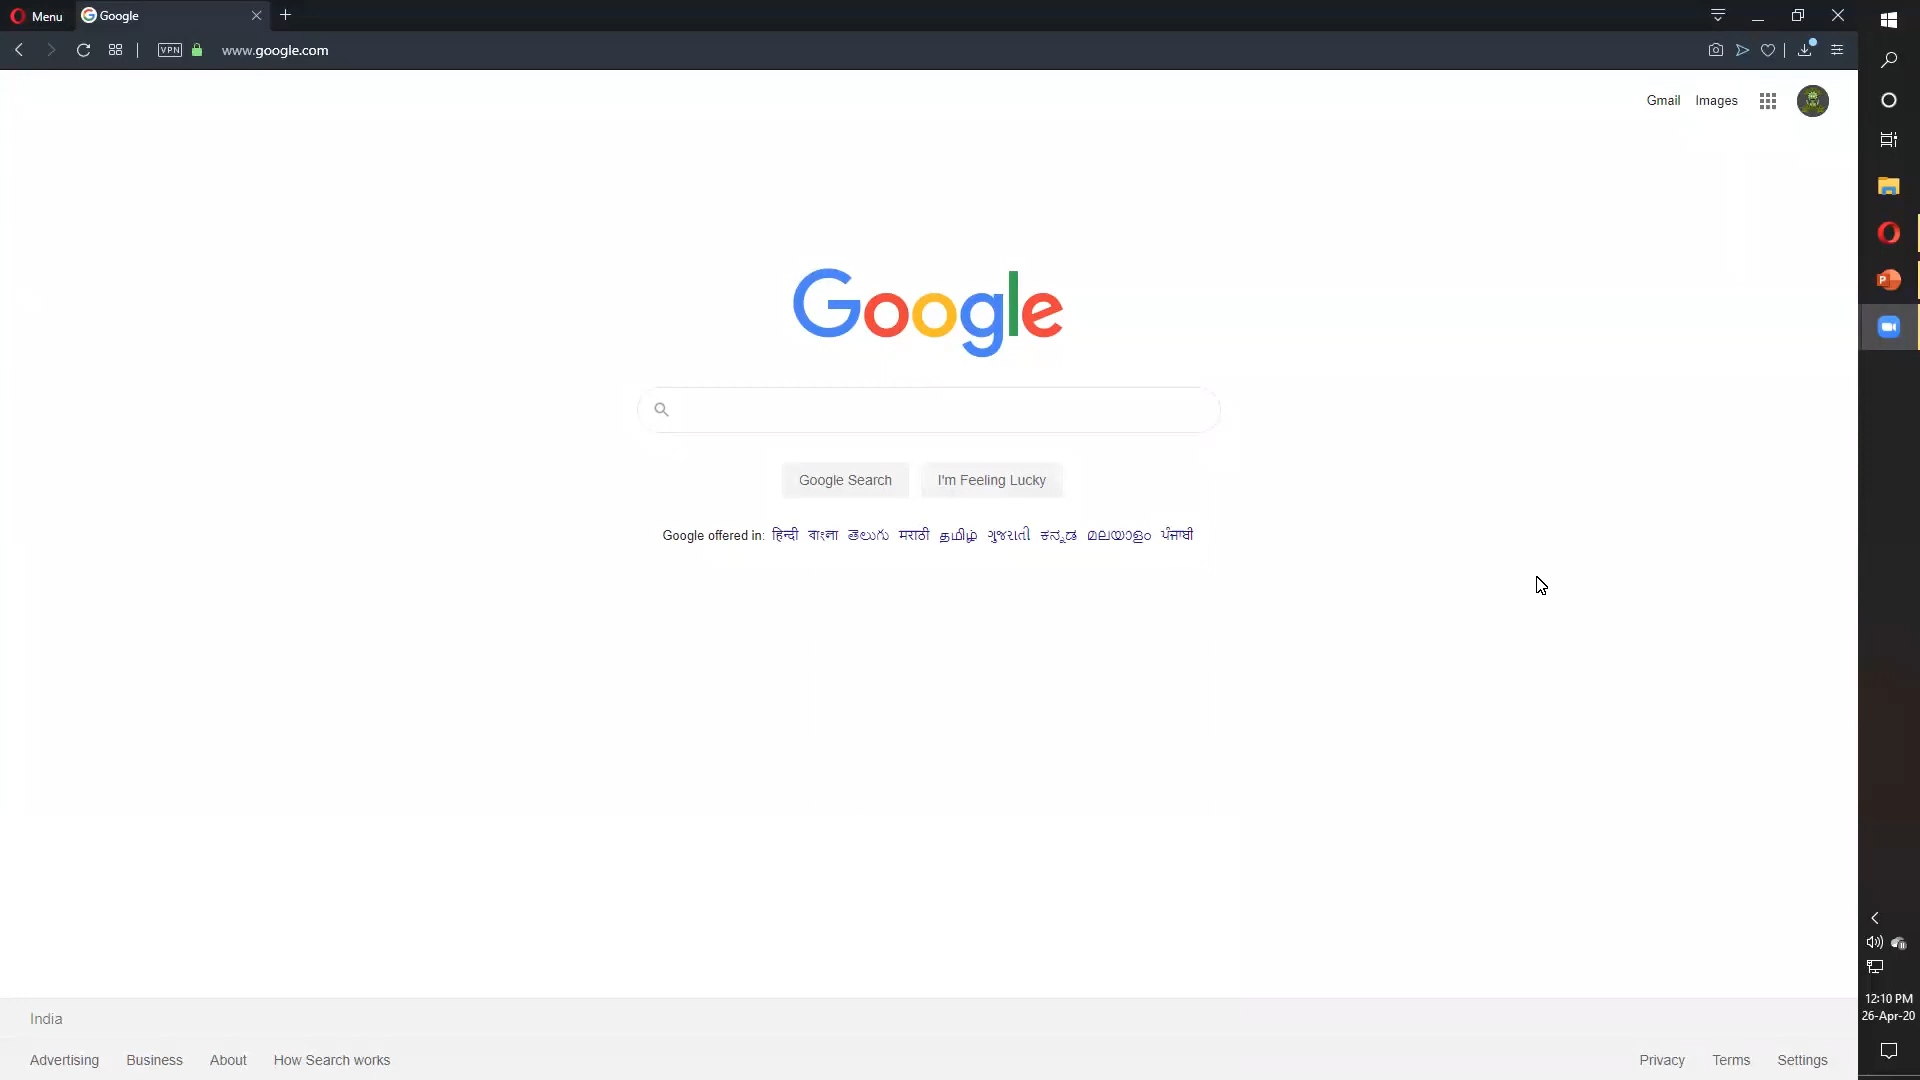 Menu
Google
VPN
www.google.com
Gmail Images
Google
Google Search
I'm Feeling Lucky
Google offered in: हिन्दी বাংলা తెలుగు मराठी தமிழ் ગુજરાતી ಕನ್ನಡ മലയാളം ਪੰਜਾਬੀ
India
Advertising Business About How Search works
Privacy Terms Settings
12:10 PM
26-Apr-20